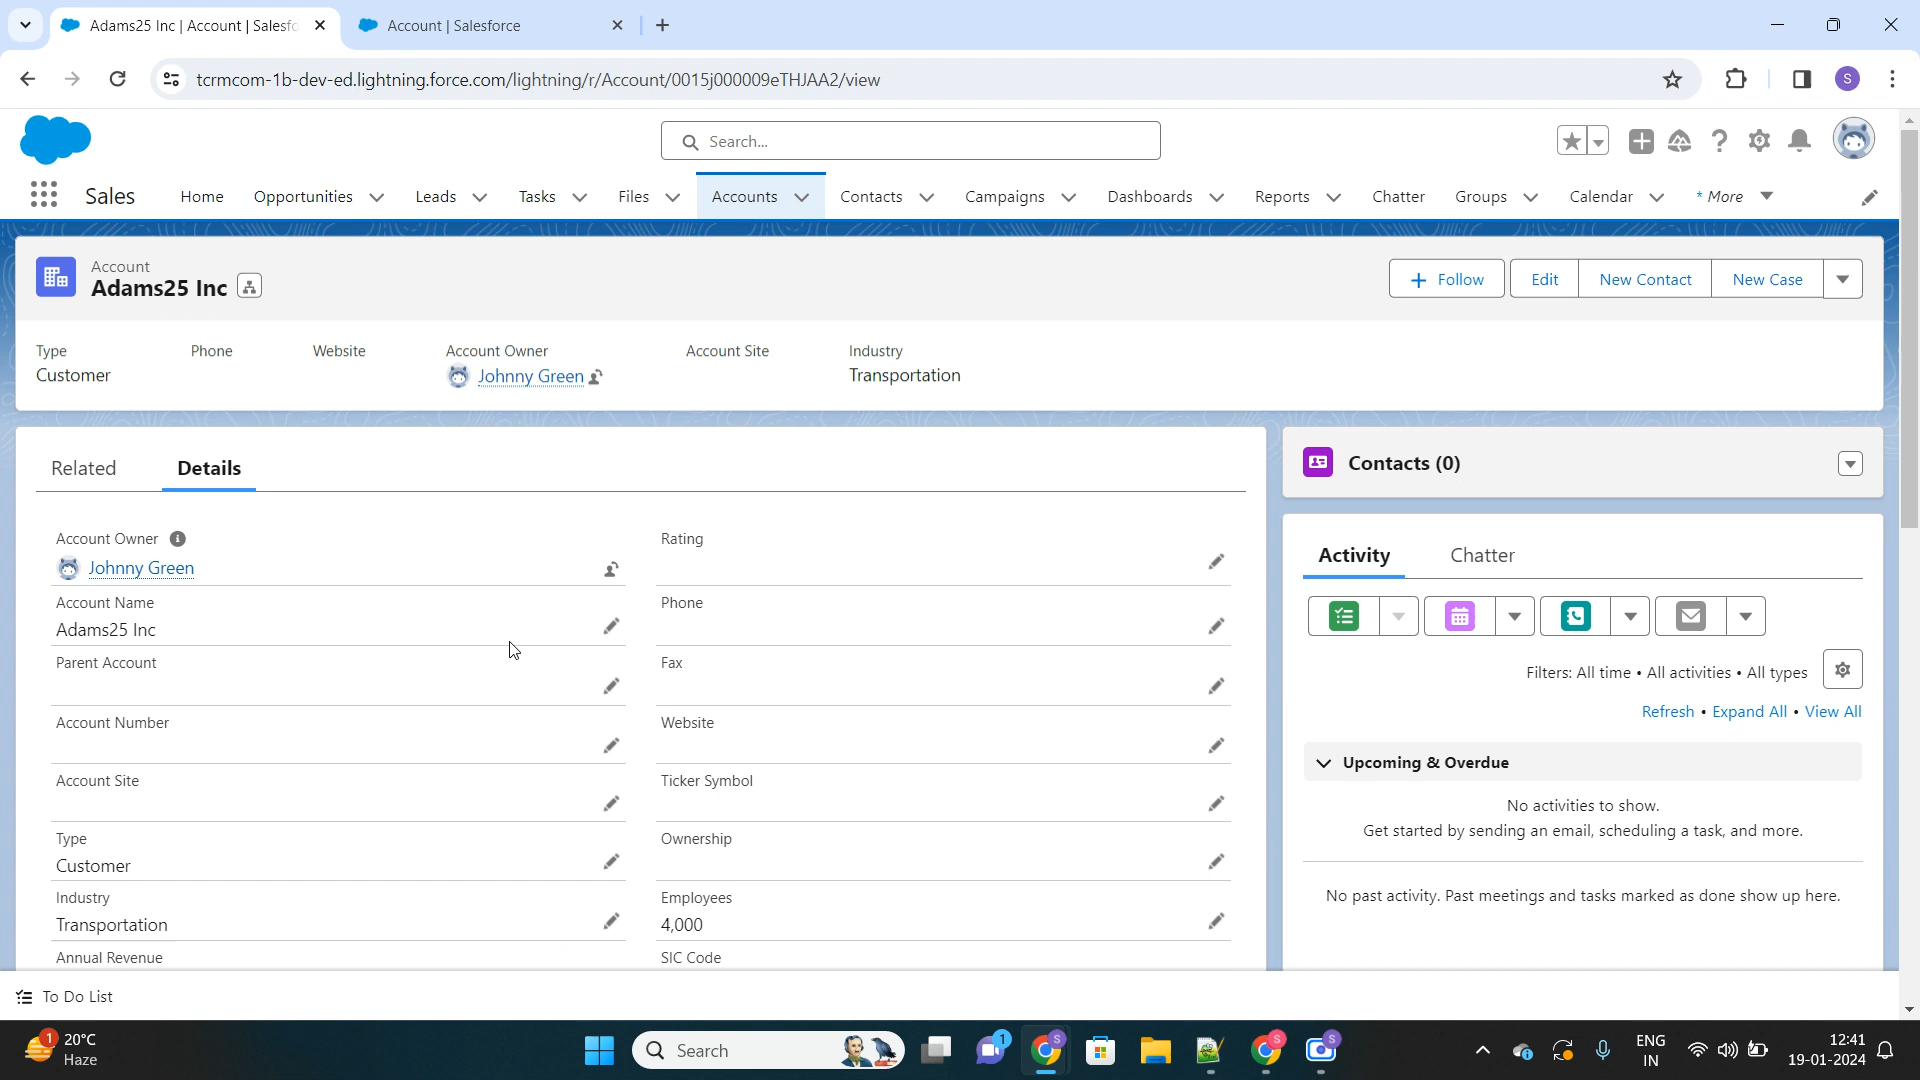 Adams25 Inc | Account | Salesfo
Account | Salesforce
tcrmcom-1b-dev-ed.lightning.force.com/lightning/r/Account/0015j000009eTHJAA2/view
S
Search...
Sales
Home
Opportunities
Leads
Tasks
Files
Accounts
Contacts
Campaigns
Dashboards
Reports
Chatter
Groups
Calendar
* More
Account
Adams25 Inc
Follow
Edit
New Contact
New Case
Type
Customer
Phone
Website
Account Owner
Johnny Green
Account Site
Industry
Transportation
Related
Details
Account Owner
Johnny Green
Rating
Account Name
Adams25 Inc
Phone
Parent Account
Fax
Account Number
Website
Account Site
Ticker Symbol
Type
Customer
Ownership
Industry
Transportation
Employees
4,000
Annual Revenue
SIC Code
Contacts (0)
Activity
Chatter
Filters: All time • All activities • All types
Refresh • Expand All • View All
Upcoming & Overdue
No activities to show.
Get started by sending an email, scheduling a task, and more.
No past activity. Past meetings and tasks marked as done show up here.
To Do List
1
20°C
Haze
Search
1
S
S
S
ENG
IN
12:41
19-01-2024